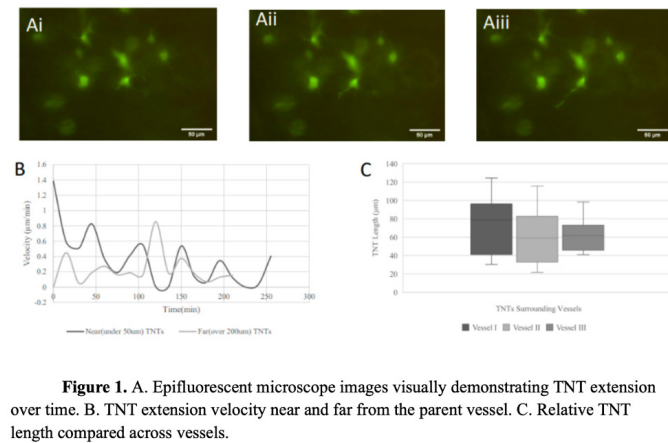 Ai
Aii
Aiii
50 µm
50 µm
50 µm
B
1.6
1.4
1.2
1
0.8
0.6
0.4
0.2
0
-0.2
Velocity (µm/min)
0
50
100
150
200
250
300
Time(min)
Near(under 50um) TNTs
Far(over 200um) TNTs
C
140
120
100
80
60
40
20
0
TNT Length (µm)
TNTs Surrounding Vessels
Vessel I
Vessel II
Vessel III
Figure 1. A. Epifluorescent microscope images visually demonstrating TNT extension
over time. B. TNT extension velocity near and far from the parent vessel. C. Relative TNT
length compared across vessels.